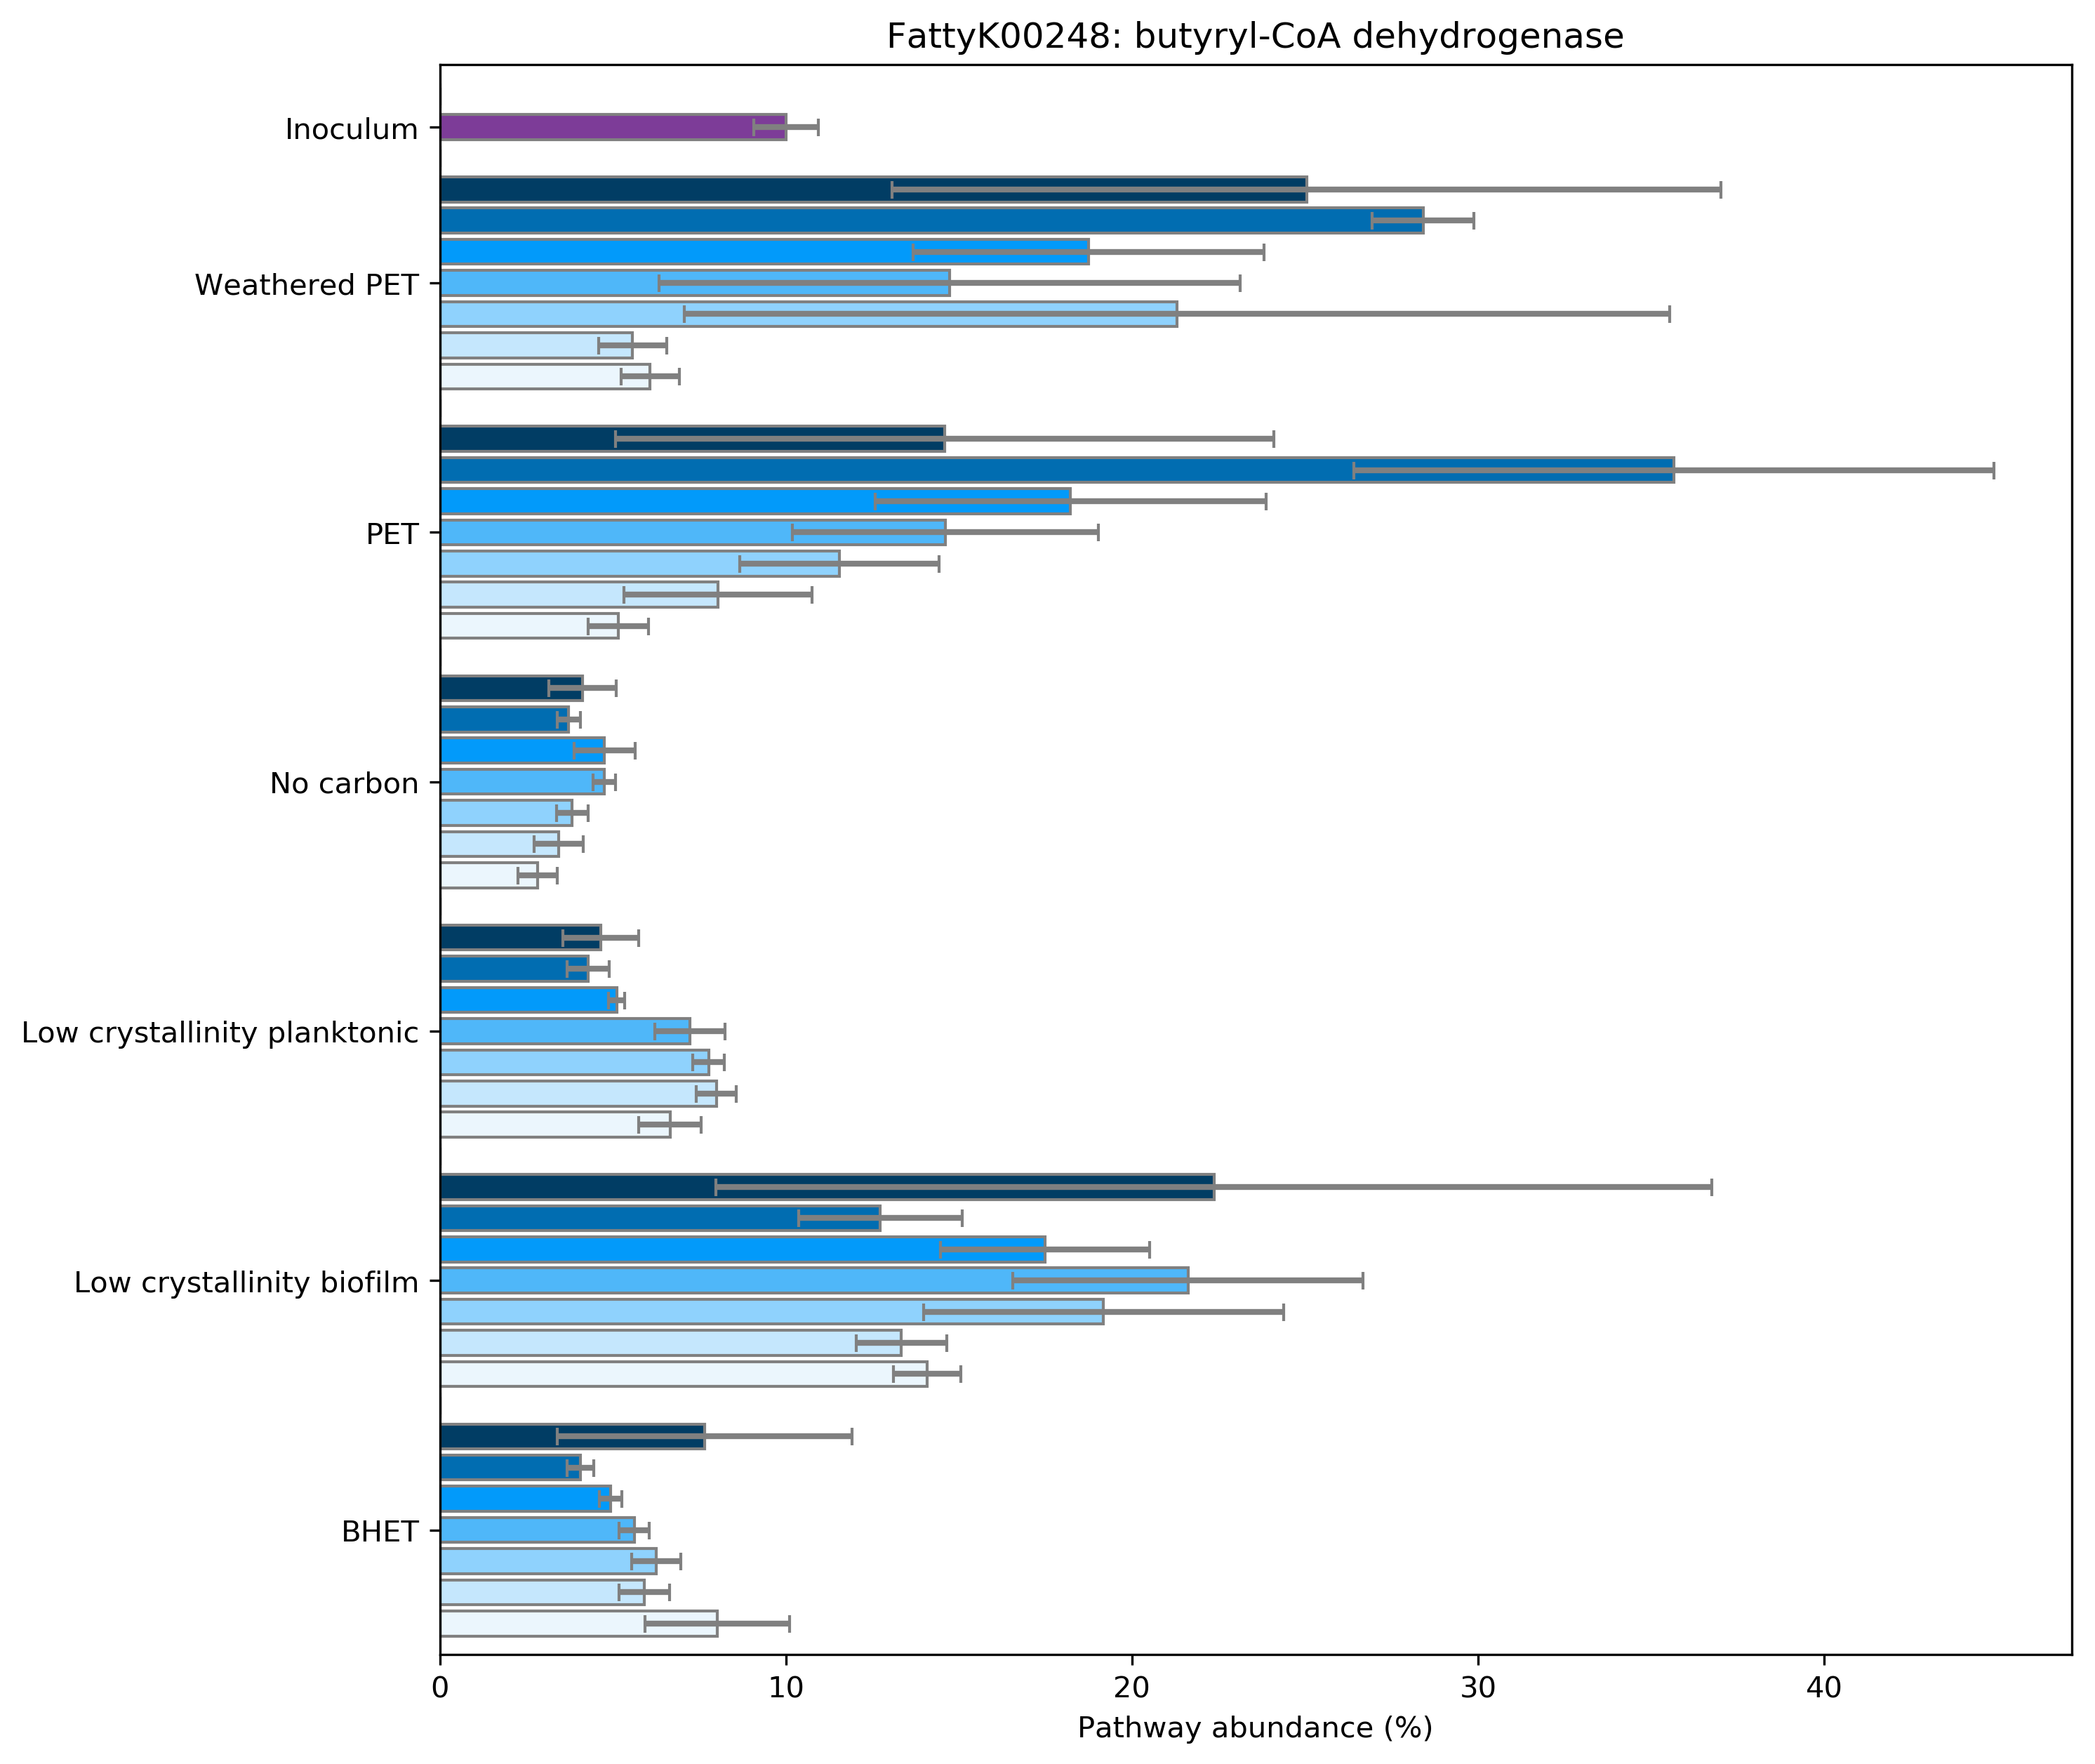 FattyK00248: butyryl-CoA dehydrogenase
Inoculum
Weathered PET
PET
No carbon
Low crystallinity planktonic
Low crystallinity biofilm
BHET
0 10 20 30 40
Pathway abundance (%)